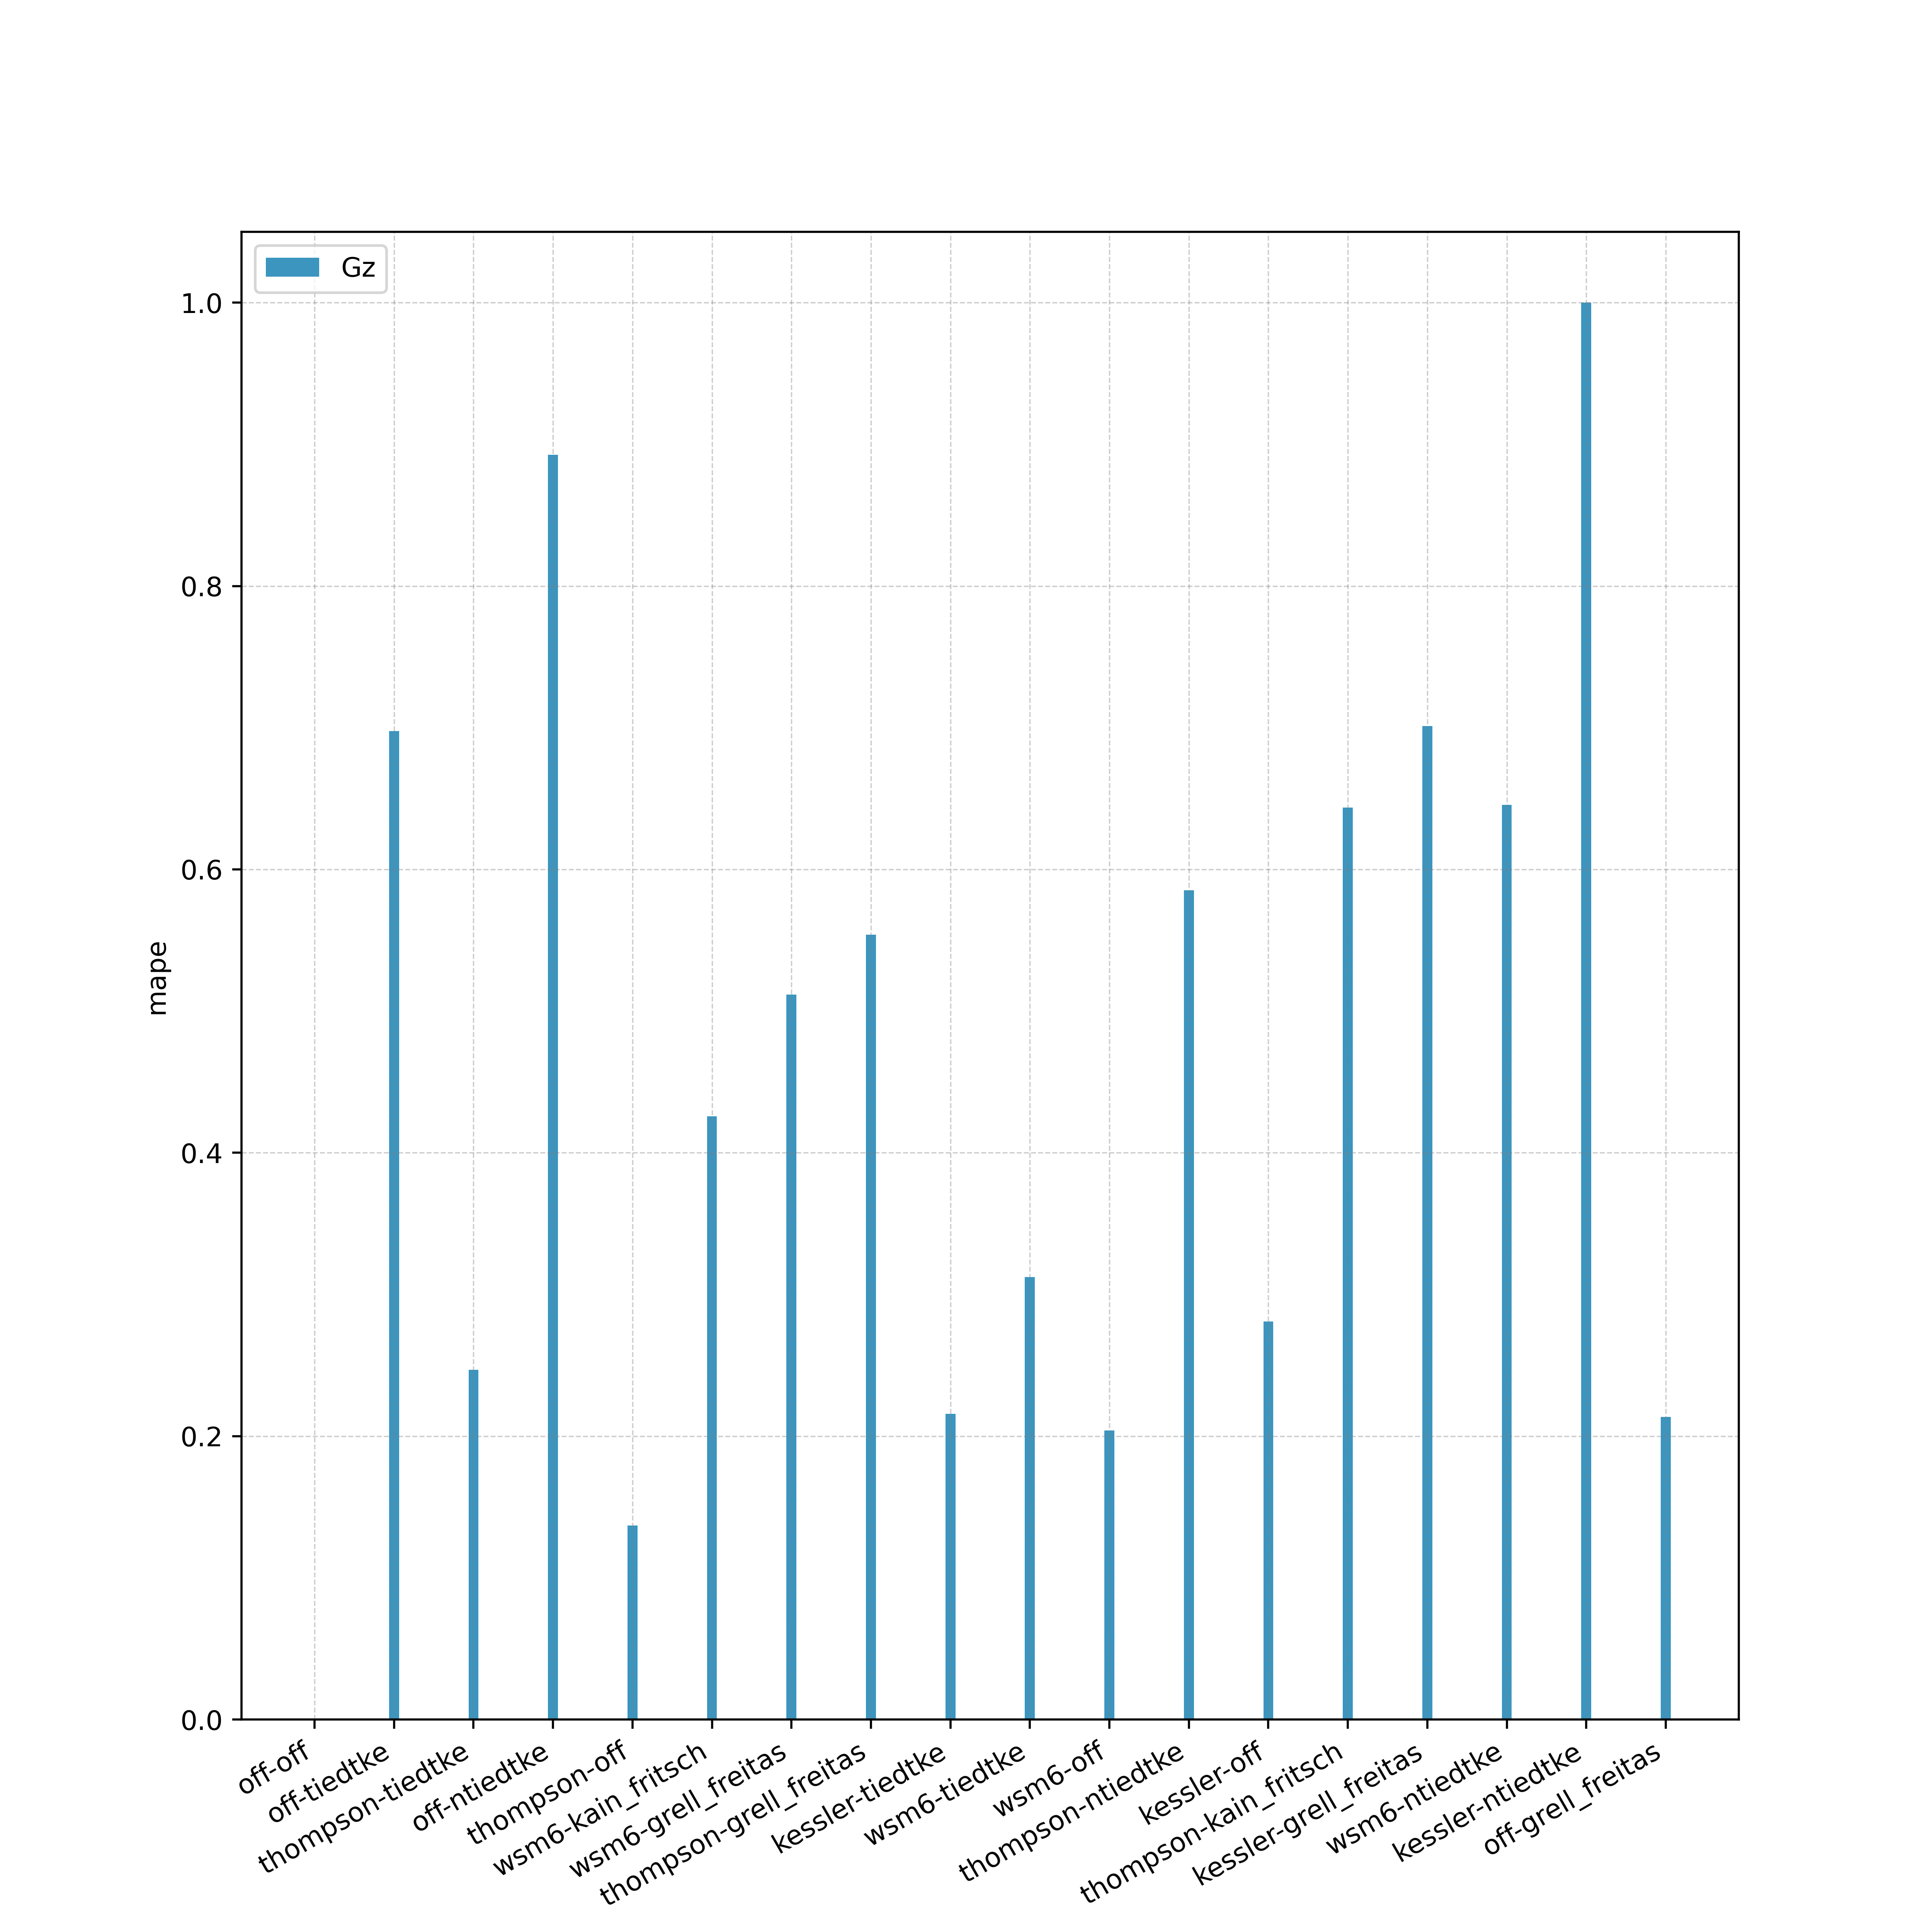 Gz
1.0
0.8
0.6
0.4
0.2
0.0
mape
off-off
off-tiedtke
thompson-tiedtke
off-ntiedtke
thompson-off
wsm6-kain_fritsch
wsm6-grell_freitas
thompson-grell_freitas
kessler-tiedtke
wsm6-tiedtke
wsm6-off
thompson-ntiedtke
kessler-off
thompson-kain_fritsch
kessler-grell_freitas
wsm6-ntiedtke
kessler-ntiedtke
off-grell_freitas